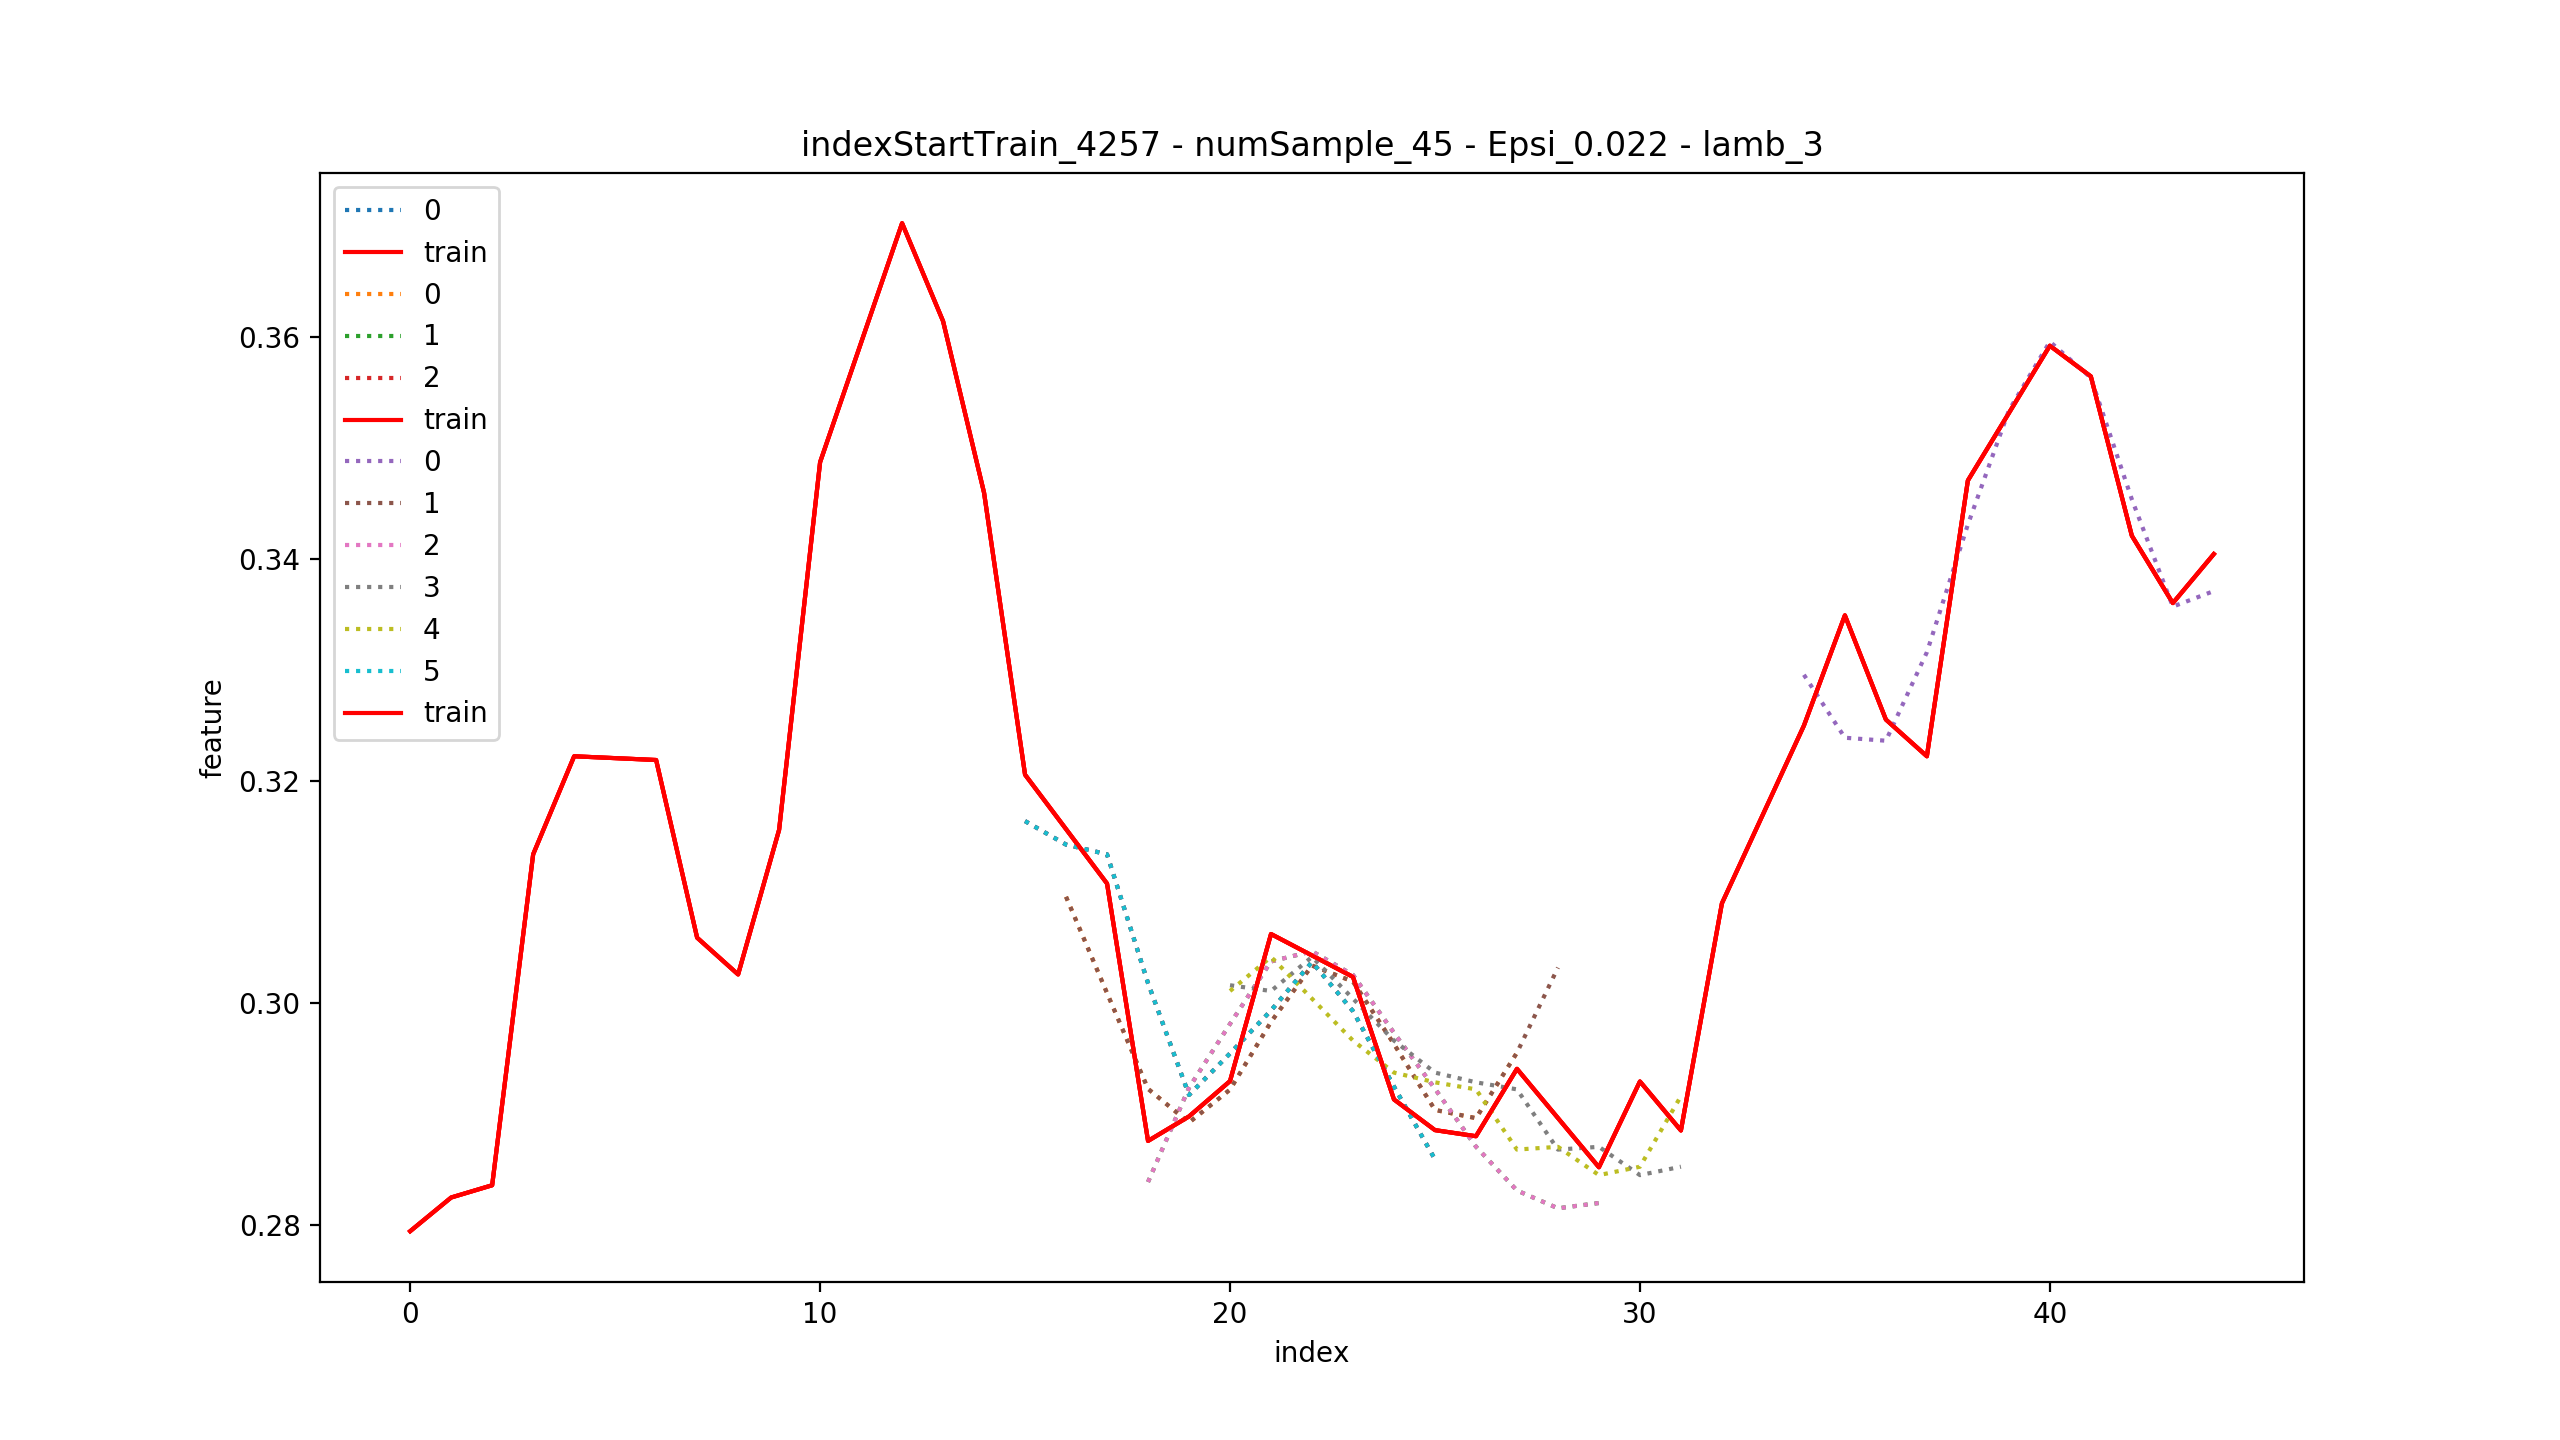 indexStartTrain_4257 - numSample_45 - Epsi_0.022 - lamb_3
0
train
0
1
2
train
0
1
2
3
4
5
train
0.36
0.34
0.32
0.30
0.28
feature
0 10 20 30 40
index